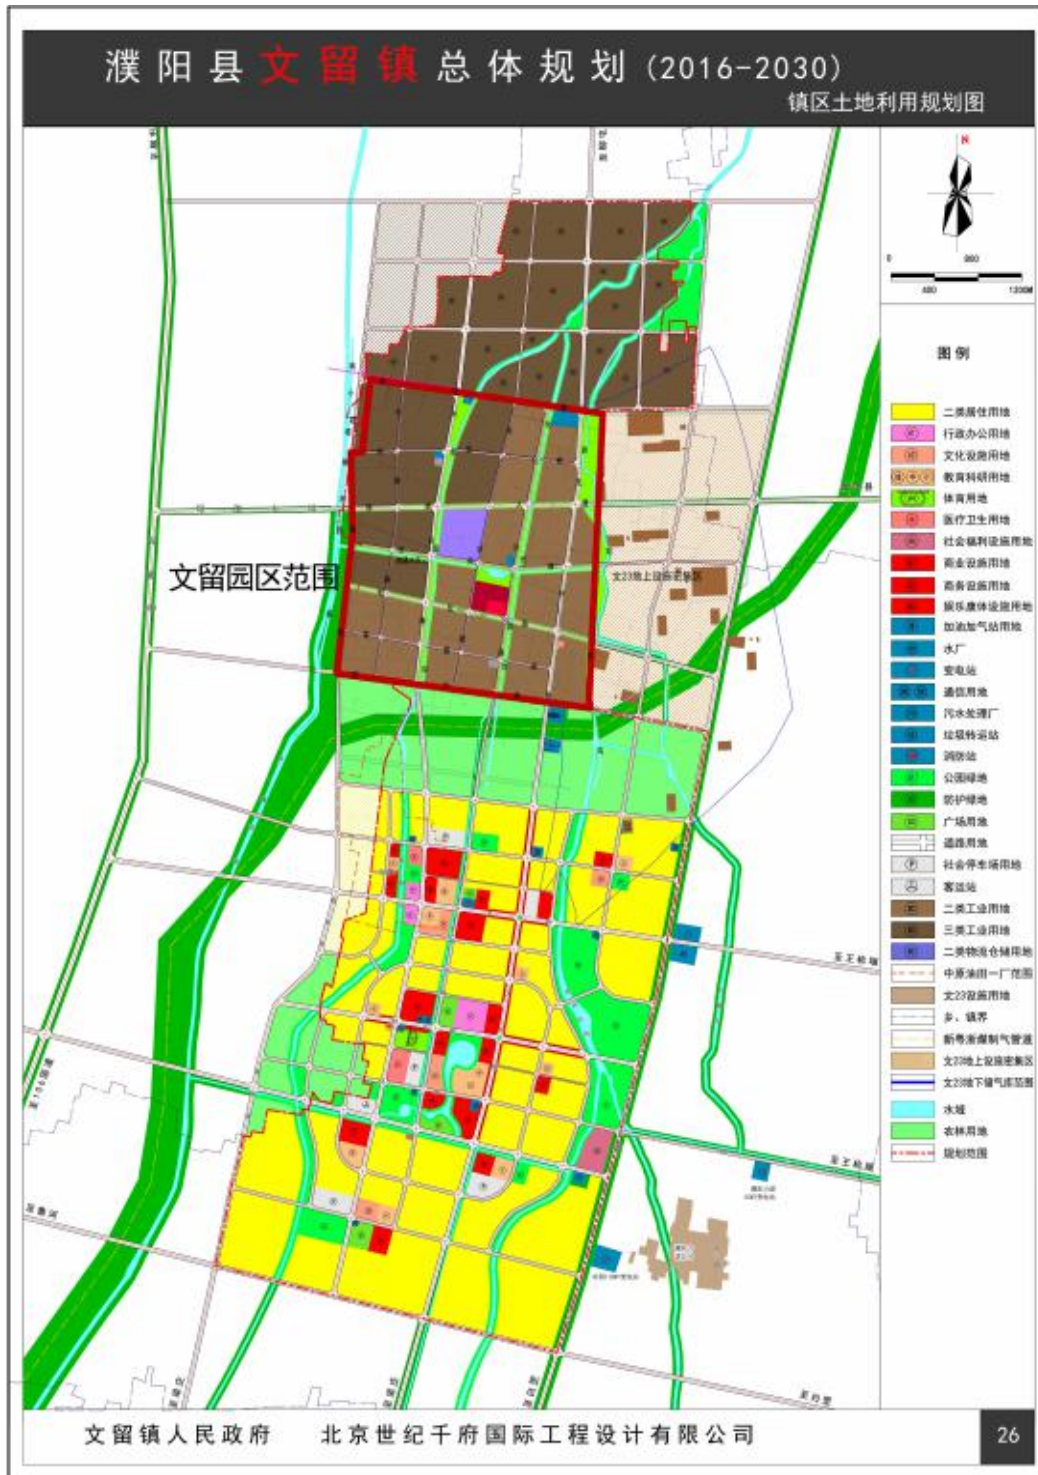 濮阳县文留镇总体规划(2016-2030)
镇区土地利用规划图
N
0
800
400
1200M
图例
二类居住用地
行政办公用地
文化设施用地
教育科研用地
体育用地
医疗卫生用地
社会福利设施用地
商业设施用地
商务设施用地
娱乐康体设施用地
加油加气站用地
水厂
变电站
通信用地
污水处理厂
垃圾转运站
消防站
公园绿地
防护绿地
广场用地
道路用地
社会停车场用地
客运站
二类工业用地
三类工业用地
二类物流仓储用地
中原油田一厂范围
文23设施用地
乡、镇界
新粤浙煤制气管道
文23地上设施密集区
文23地下储气库范围
水域
农林用地
规划范围
文留园区范围
文23地上设施密集区
至106国道
文留镇人民政府
北京世纪千府国际工程设计有限公司
26